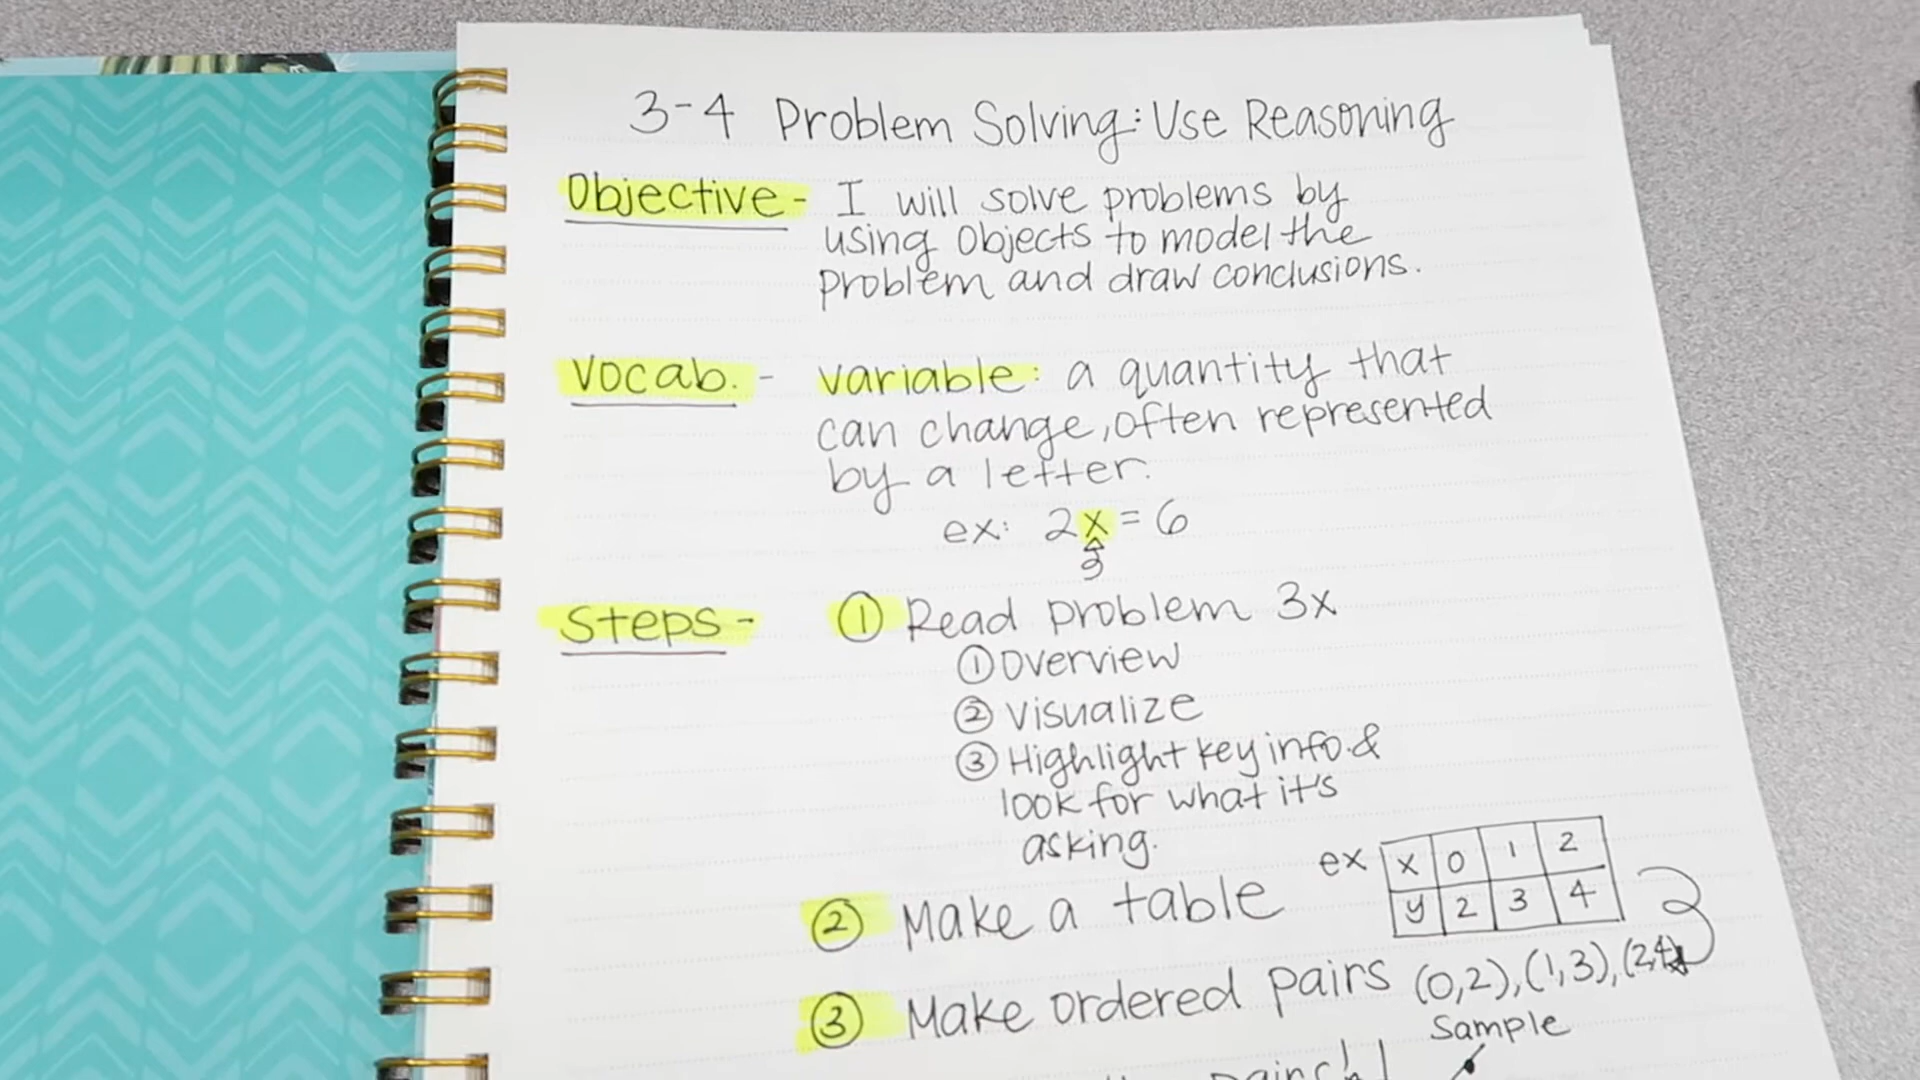 3-4 Problem Solving: Use Reasoning
Objective - I will solve problems by
using objects to model the
problem and draw conclusions.
Vocab. - variable: a quantity that
can change, often represented
by a letter.
ex: 2x = 6
3
Steps - ① Read problem 3x
① Overview
② Visualize
③ Highlight key info &
look for what it's
asking.
② Make a table ex
x 0 1 2
y 2 3 4
③ Make ordered pairs (0,2), (1,3), (2,4)
Sample
pairs